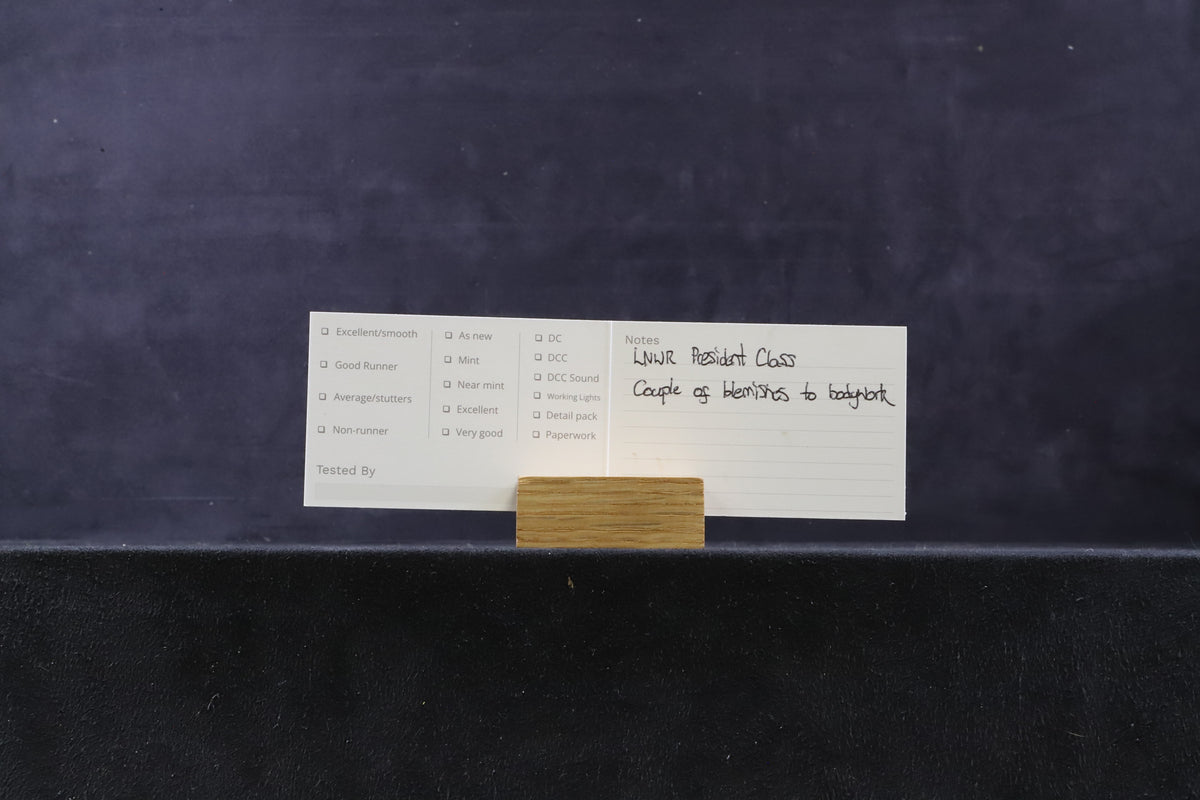 Excellent/smooth
Good Runner
Average/stutters
Non-runner
Tested By
As new
Mint
Near mint
Excellent
Very good
DC
DCC
DCC Sound
Working Lights
Detail pack
Paperwork
Notes
LNWR President Class
Couple of blemishes to bodywork